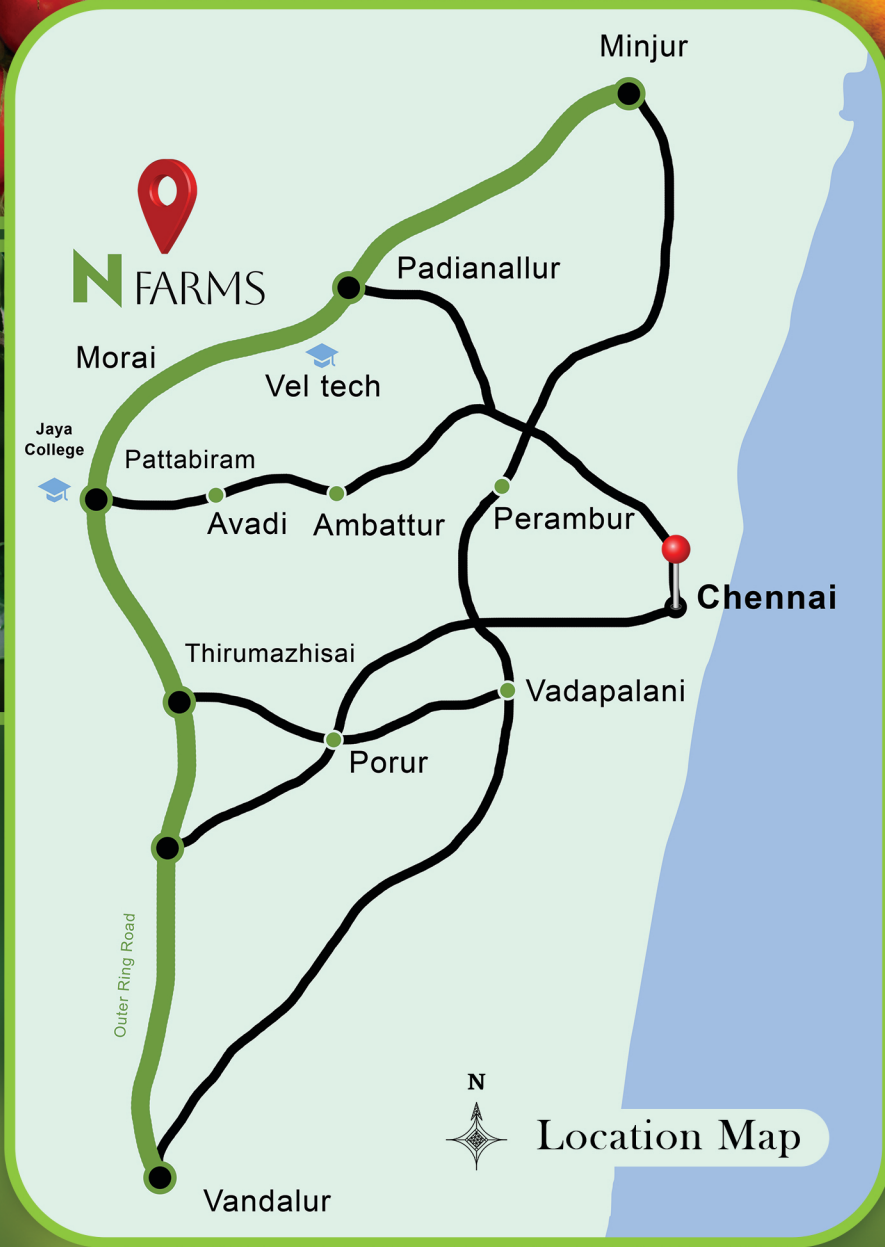 Minjur
N FARMS
Padianallur
Morai
Vel tech
Jaya
College
Pattabiram
Avadi
Ambattur
Perambur
Chennai
Thirumazhisai
Vadapalani
Porur
Outer Ring Road
N
Location Map
Vandalur